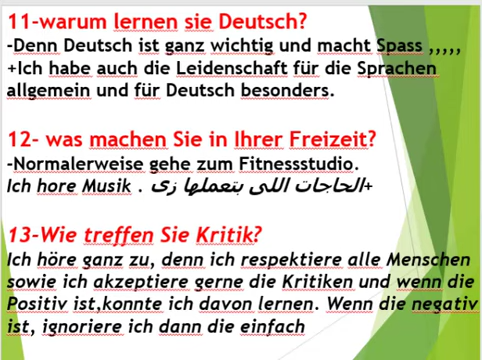 11-warum lernen sie Deutsch?
-Denn Deutsch ist ganz wichtig und macht Spass ,,,,,
+Ich habe auch die Leidenschaft für die Sprachen
allgemein und für Deutsch besonders.
12- was machen Sie in Ihrer Freizeit?
-Normalerweise gehe zum Fitnessstudio.
Ich hore Musik . الحاجات اللى بتعملها زى+
13-Wie treffen Sie Kritik?
Ich höre ganz zu, denn ich respektiere alle Menschen
sowie ich akzeptiere gerne die Kritiken und wenn die
Positiv ist,konnte ich davon lernen. Wenn die negativ
ist, ignoriere ich dann die einfach